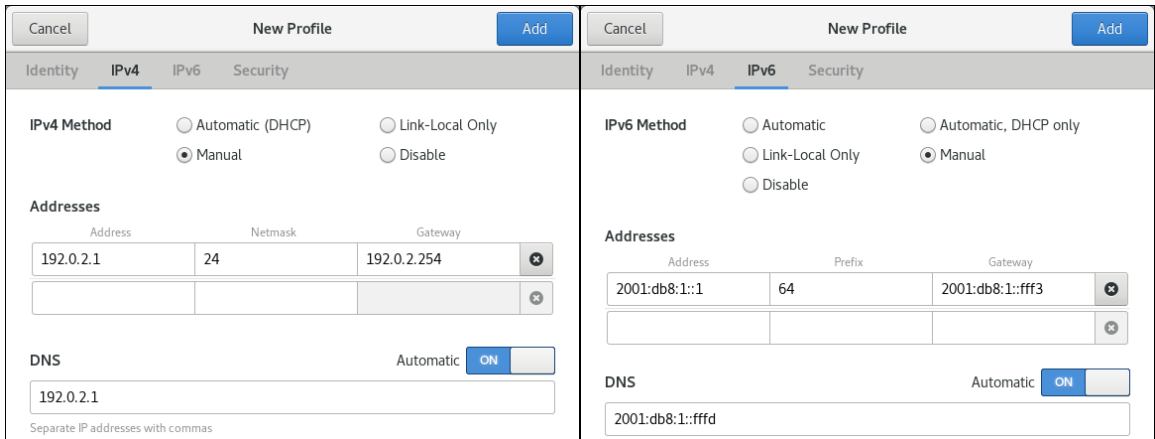 Cancel New Profile Add
Identity IPv4 IPv6 Security
IPv4 Method Automatic (DHCP) Link-Local Only
Manual Disable
Addresses
Address Netmask Gateway
192.0.2.1 24 192.0.2.254
DNS Automatic ON
192.0.2.1
Separate IP addresses with commas
Cancel New Profile Add
Identity IPv4 IPv6 Security
IPv6 Method Automatic Automatic, DHCP only
Link-Local Only Manual
Disable
Addresses
Address Prefix Gateway
2001:db8:1::1 64 2001:db8:1::fff3
DNS Automatic ON
2001:db8:1::fffd